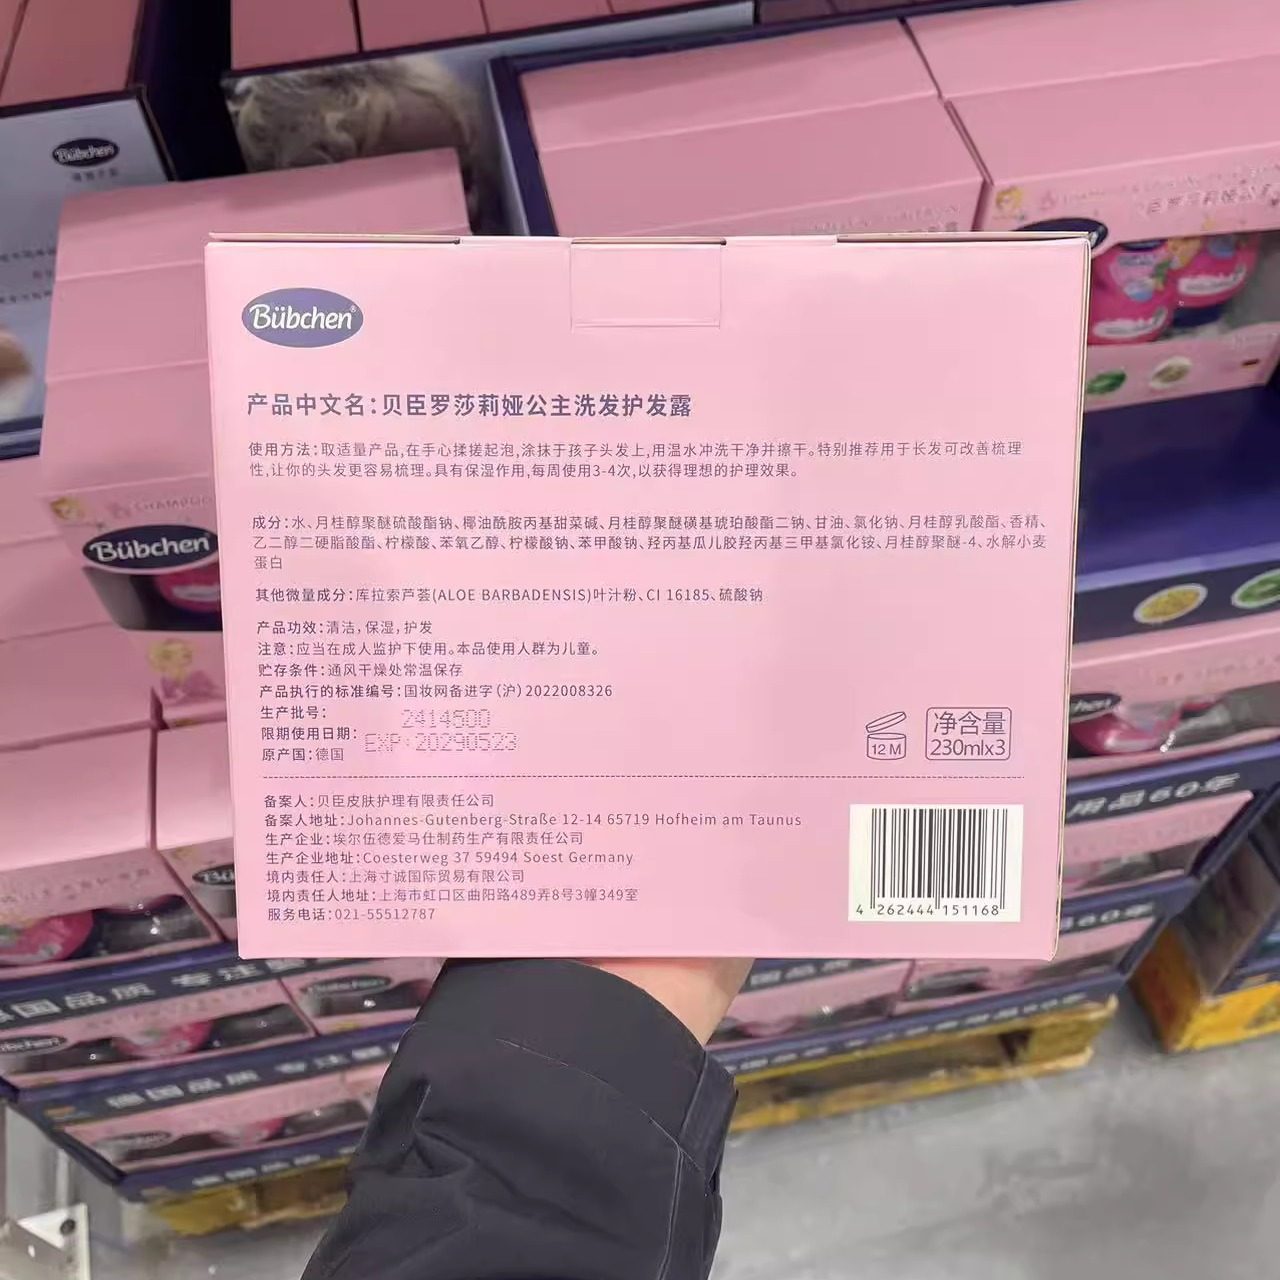 Bübchen
Bübchen®
产品中文名:贝臣罗莎莉娅公主洗发护发露
使用方法:取适量产品,在手心揉搓起泡,涂抹于孩子头发上,用温水冲洗干净并擦干。特别推荐用于长发可改善梳理
性,让你的头发更容易梳理。具有保湿作用,每周使用3-4次,以获得理想的护理效果。
成分:水、月桂醇聚醚硫酸酯钠、椰油酰胺丙基甜菜碱、月桂醇聚醚磺基琥珀酸酯二钠、甘油、氯化钠、月桂醇乳酸酯、香精、
乙二醇二硬脂酸酯、柠檬酸、苯氧乙醇、柠檬酸钠、苯甲酸钠、羟丙基瓜儿胶羟丙基三甲基氯化铵、月桂醇聚醚-4、水解小麦
蛋白
其他微量成分:库拉索芦荟(ALOE BARBADENSIS)叶汁粉、CI 16185、硫酸钠
产品功效:清洁,保湿,护发
注意:应当在成人监护下使用。本品使用人群为儿童。
贮存条件:通风干燥处常温保存
产品执行的标准编号:国妆网备进字(沪)2022008326
生产批号: 2414500
限期使用日期: EXP:20290523
原产国:德国
12 M
净含量
230mlx3
备案人:贝臣皮肤护理有限责任公司
备案人地址:Johannes-Gutenberg-Straße 12-14 65719 Hofheim am Taunus
生产企业:埃尔伍德爱马仕制药生产有限责任公司
生产企业地址:Coesterweg 37 59494 Soest Germany
境内责任人:上海寸诚国际贸易有限公司
境内责任人地址:上海市虹口区曲阳路489弄8号3幢349室
服务电话:021-55512787
4 262444 151168
Bübchen
SHAMPOO
用品60年
国品质 专注
德国品质 专注